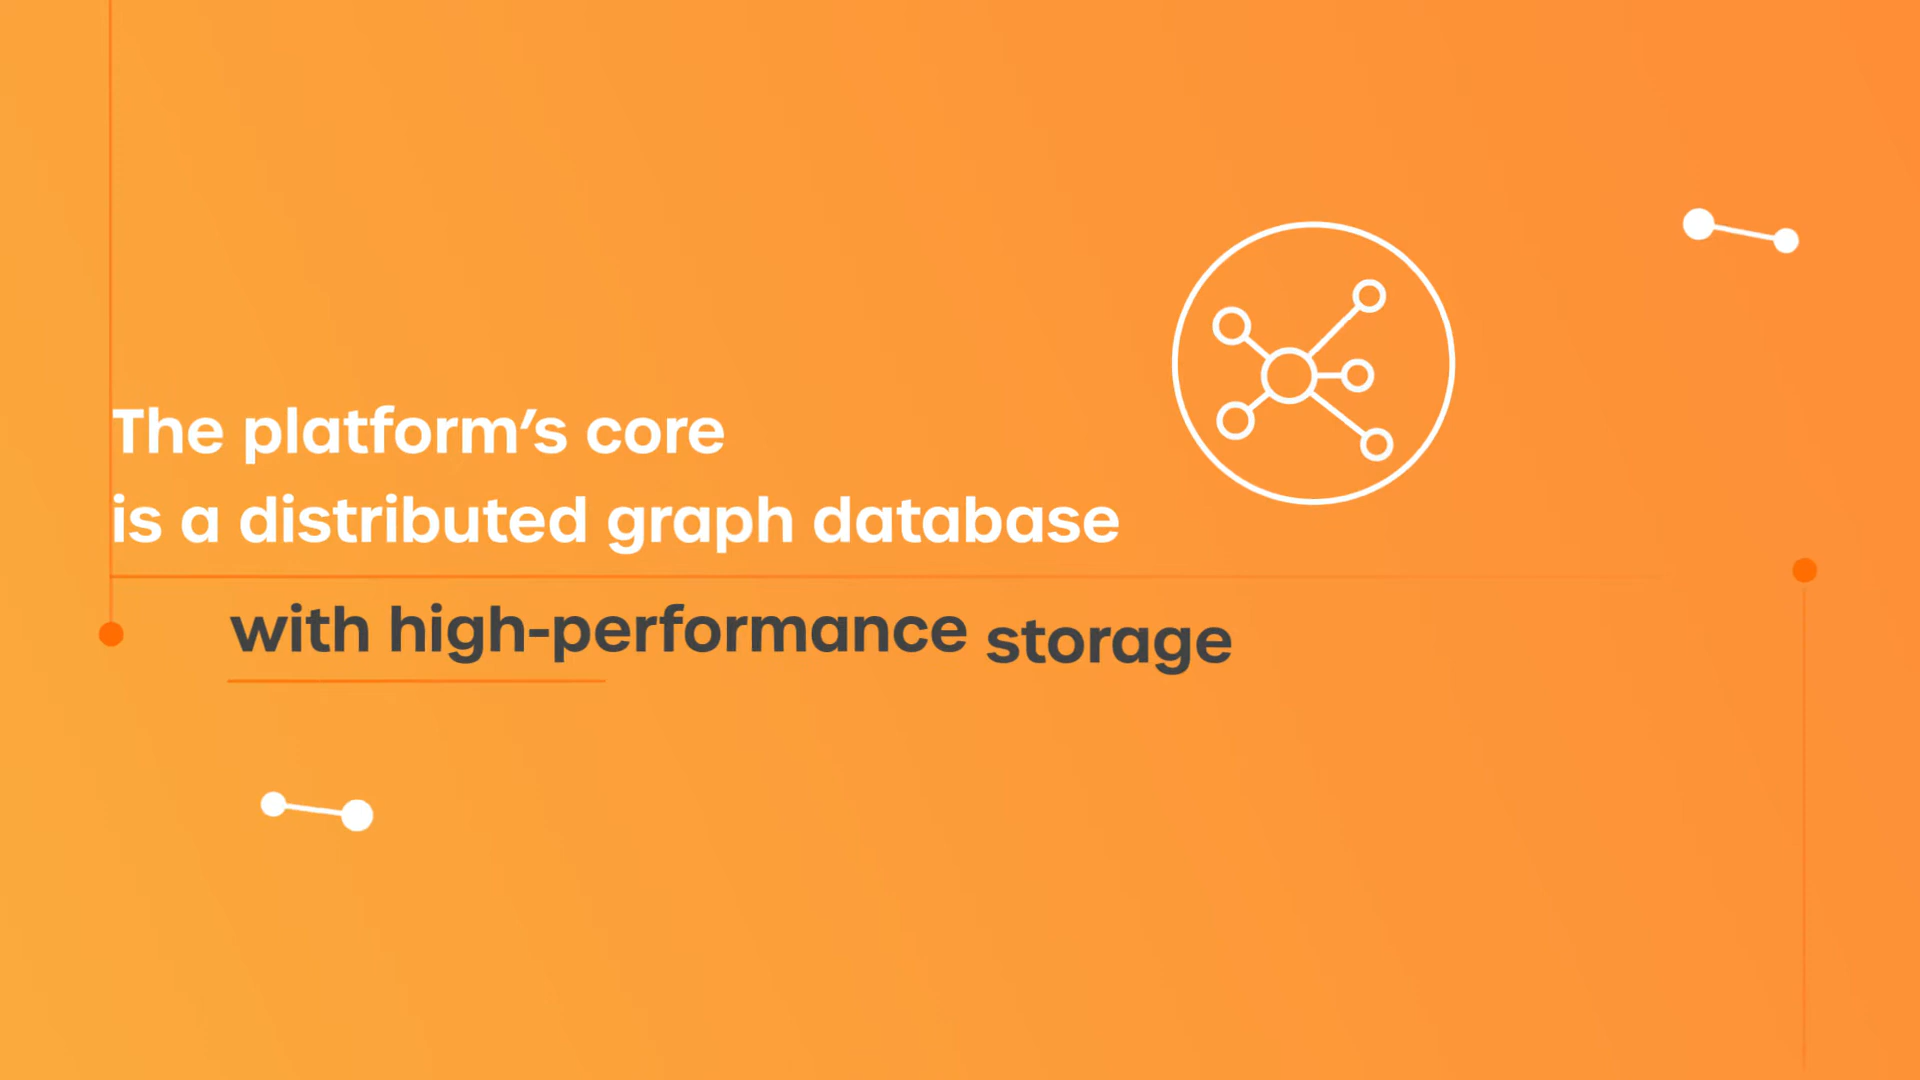 The platform’s core
is a distributed graph database
with high-performance storage